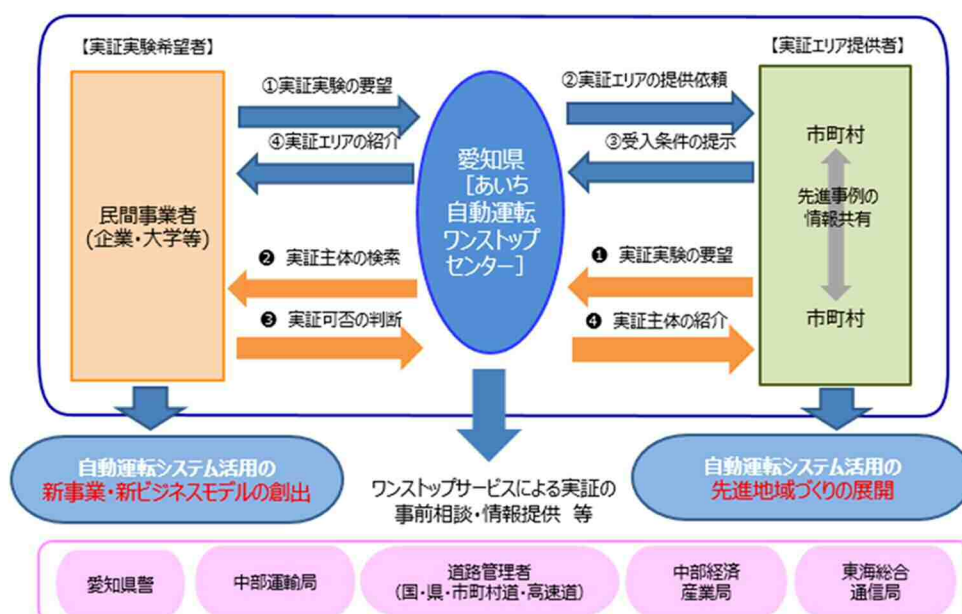 【実証実験希望者】
【実証エリア提供者】
①実証実験の要望
②実証エリアの提供依頼
④実証エリアの紹介
③受入条件の提示
民間事業者
(企業・大学等)
愛知県
[あいち
自動運転
ワンストップ
センター]
市町村
先進事例の
情報共有
市町村
❷ 実証主体の検索
❶ 実証実験の要望
❸ 実証可否の判断
❹ 実証主体の紹介
自動運転システム活用の
新事業・新ビジネスモデルの創出
ワンストップサービスによる実証の
事前相談・情報提供 等
自動運転システム活用の
先進地域づくりの展開
愛知県警
中部運輸局
道路管理者
(国・県・市町村道・高速道)
中部経済
産業局
東海総合
通信局